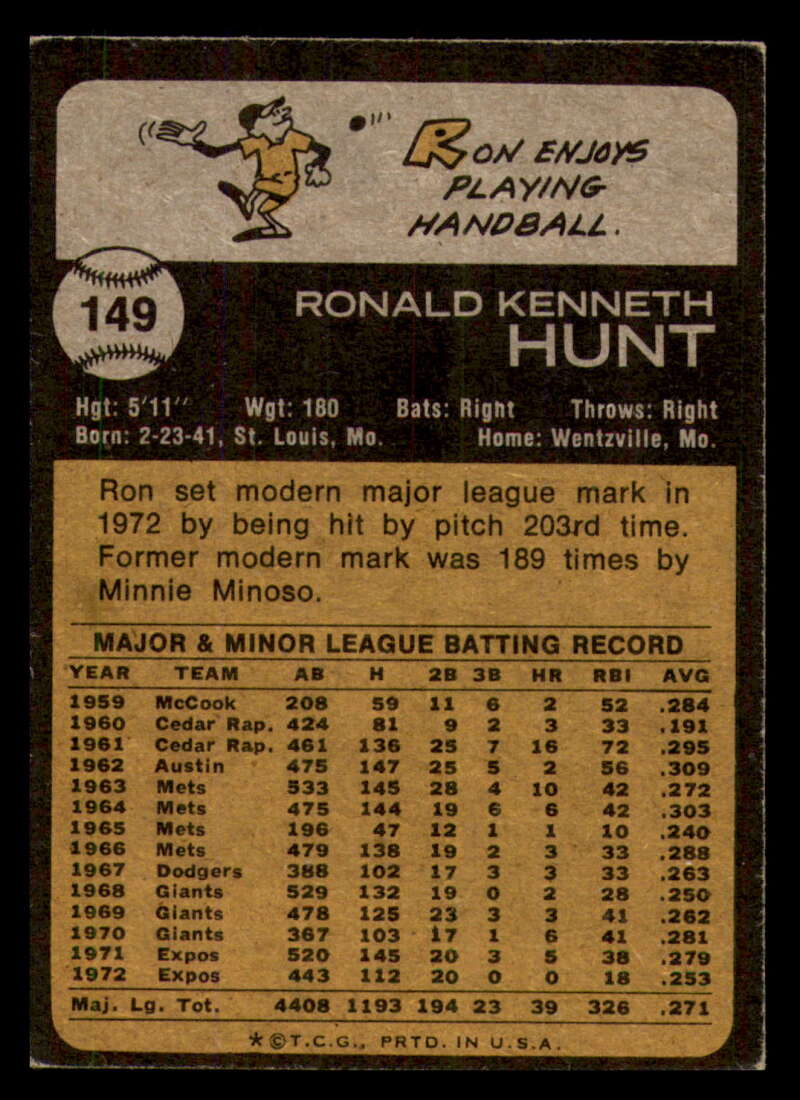 RON ENJOYS
PLAYING
HANDBALL.
149
RONALD KENNETH
HUNT
Hgt: 5'11" Wgt: 180 Bats: Right Throws: Right
Born: 2-23-41, St. Louis, Mo. Home: Wentzville, Mo.
Ron set modern major league mark in
1972 by being hit by pitch 203rd time.
Former modern mark was 189 times by
Minnie Minoso.
MAJOR & MINOR LEAGUE BATTING RECORD
YEAR TEAM AB H 2B 3B HR RBI AVG
1959 McCook 208 59 11 6 2 52 .284
1960 Cedar Rap. 424 81 9 2 3 33 .191
1961 Cedar Rap. 461 136 25 7 16 72 .295
1962 Austin 475 147 25 5 2 56 .309
1963 Mets 533 145 28 4 10 42 .272
1964 Mets 475 144 19 6 6 42 .303
1965 Mets 196 47 12 1 1 10 .240
1966 Mets 479 138 19 2 3 33 .288
1967 Dodgers 388 102 17 3 3 33 .263
1968 Giants 529 132 19 0 2 28 .250
1969 Giants 478 125 23 3 3 41 .262
1970 Giants 367 103 17 1 6 41 .281
1971 Expos 520 145 20 3 5 38 .279
1972 Expos 443 112 20 0 0 18 .253
Maj. Lg. Tot. 4408 1193 194 23 39 326 .271
*©T.C.G., PRTD. IN U.S.A.